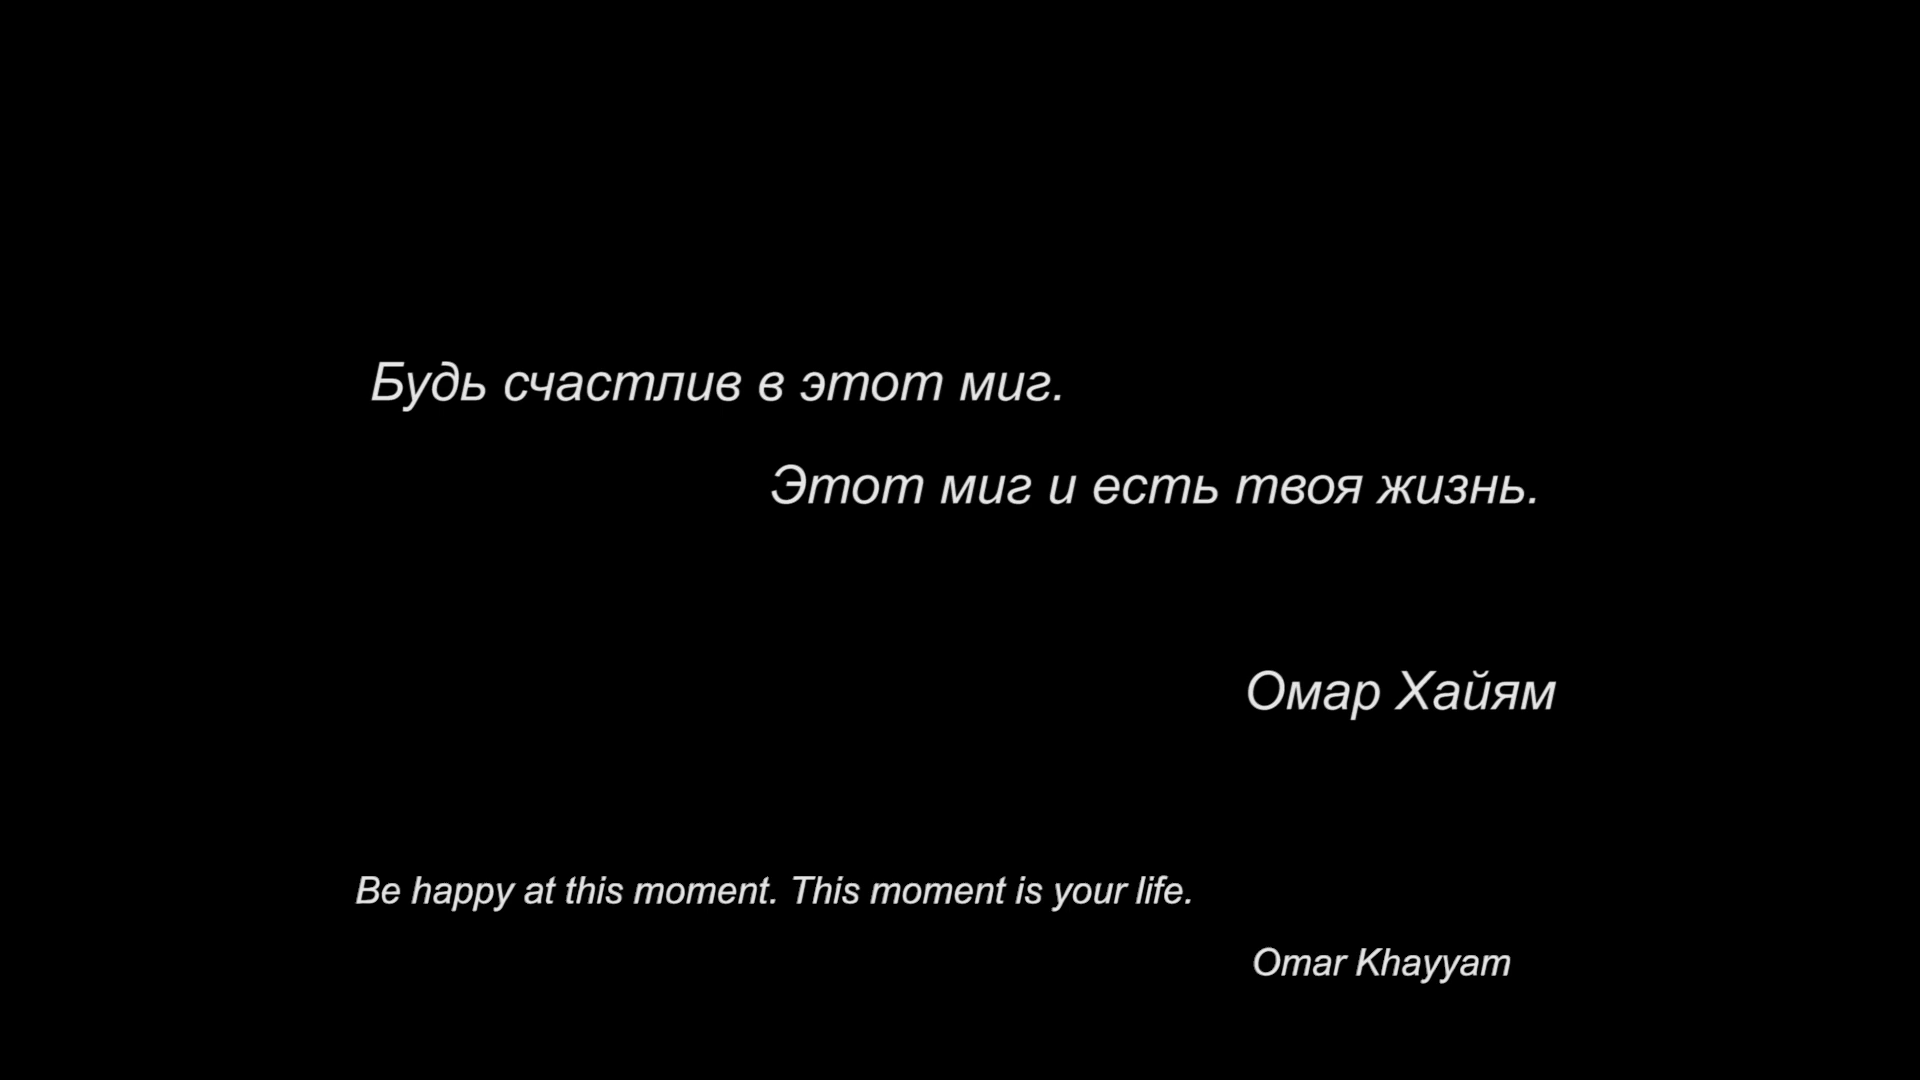 Будь счастлив в этот миг.
Этот миг и есть твоя жизнь.
Омар Хайям
Be happy at this moment. This moment is your life.
Omar Khayyam